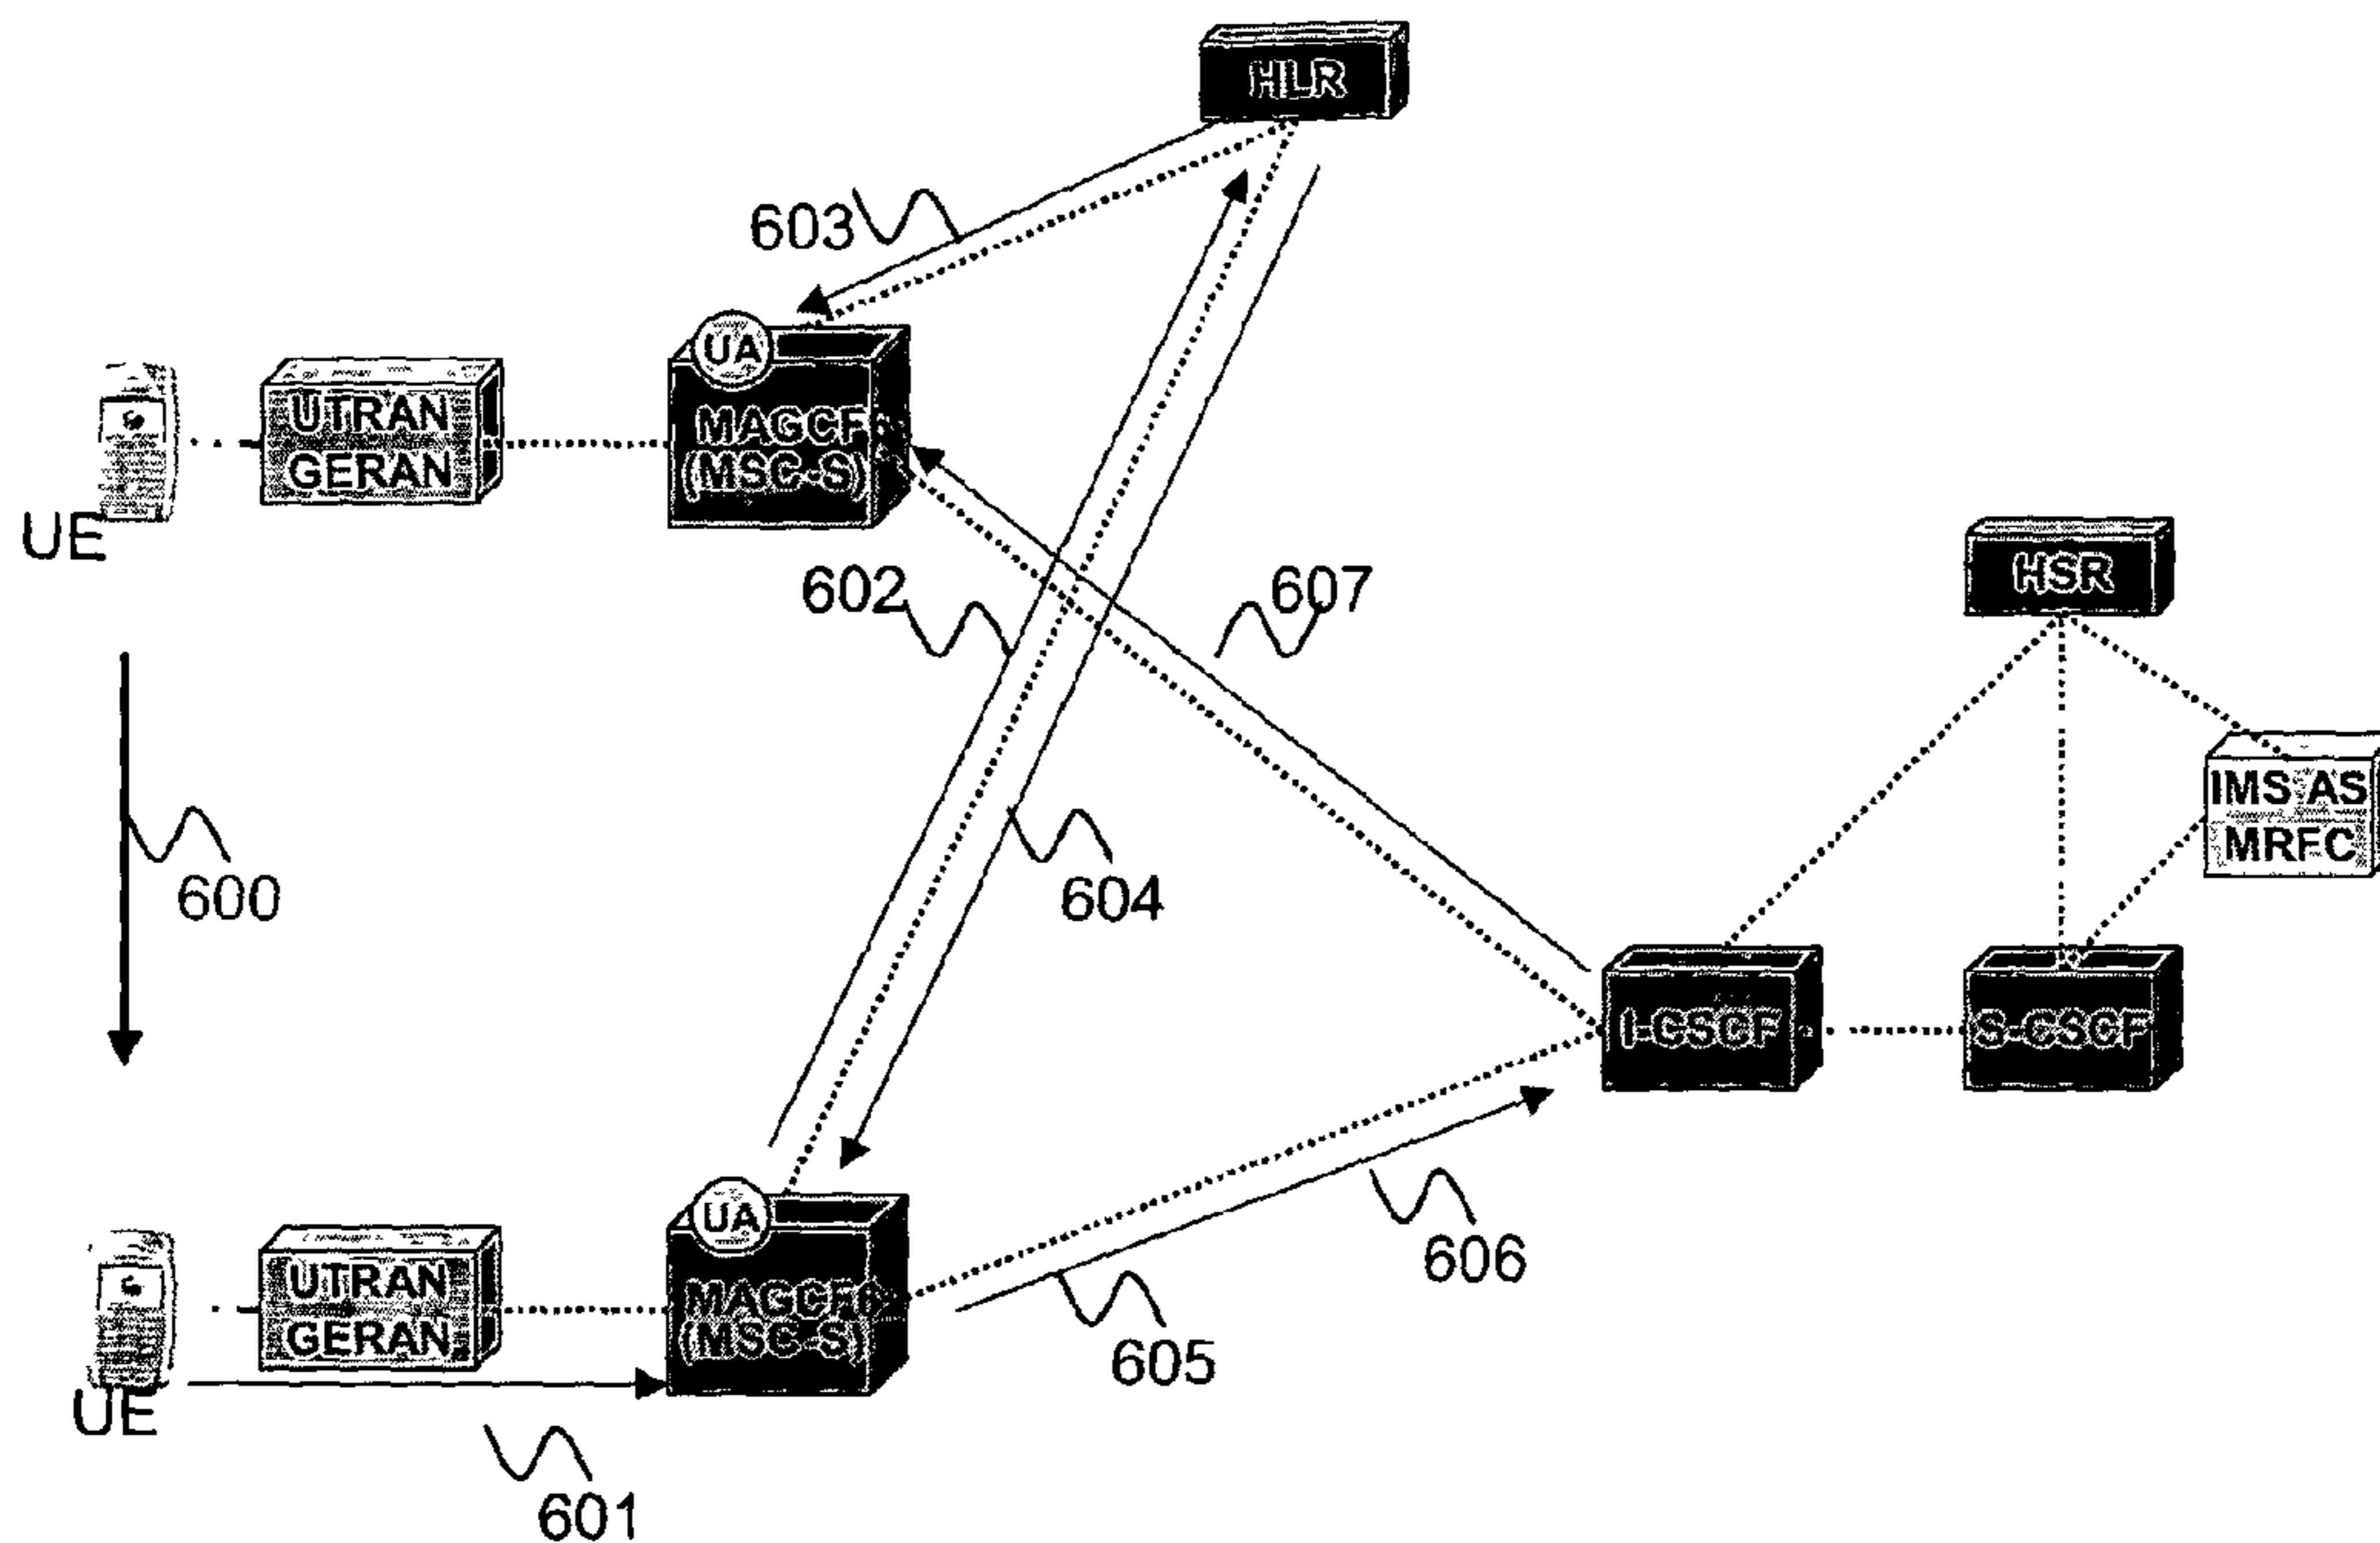 HLR
603
UA
UTRAN
GERAN
MAGCF
(MSC-S)
UE
602
607
HSR
IMS AS
MRFC
600
604
I-CSCF
S-CSCF
UA
606
UTRAN
GERAN
MAGCF
(MSC-S)
605
UE
601